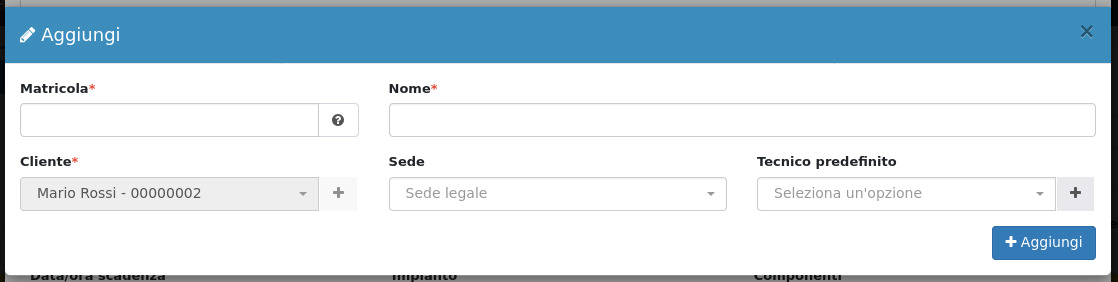 Aggiungi
×
Matricola*
Nome*
Cliente*
Sede
Tecnico predefinito
Mario Rossi - 00000002
Sede legale
Seleziona un'opzione
+ Aggiungi
Data/ora scadenza
Impianto
Componenti